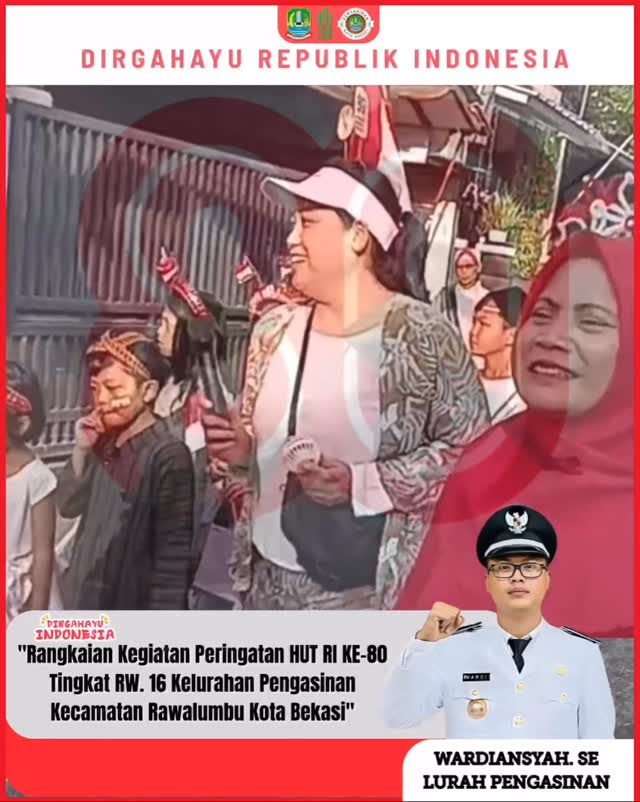 DIRGAHAYU REPUBLIK INDONESIA
DIRGAHAYU
INDONESIA
"Rangkaian Kegiatan Peringatan HUT RI KE-80
Tingkat RW. 16 Kelurahan Pengasinan
Kecamatan Rawalumbu Kota Bekasi"
WARDI
WARDIANSYAH. SE
LURAH PENGASINAN